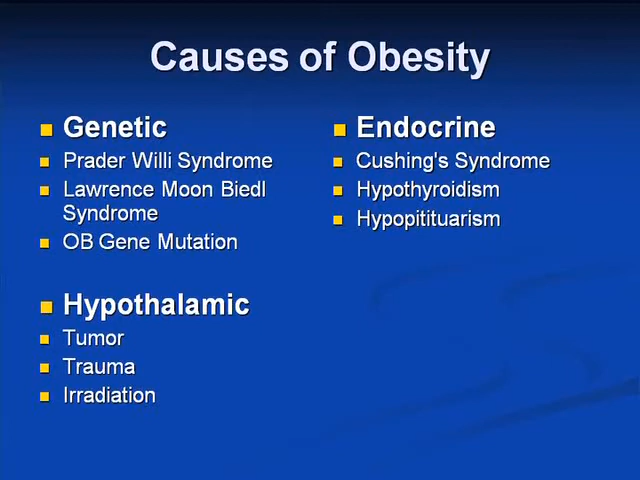 Causes of Obesity
Genetic
Prader Willi Syndrome
Lawrence Moon Biedl
Syndrome
OB Gene Mutation
Hypothalamic
Tumor
Trauma
Irradiation
Endocrine
Cushing's Syndrome
Hypothyroidism
Hypopitituarism